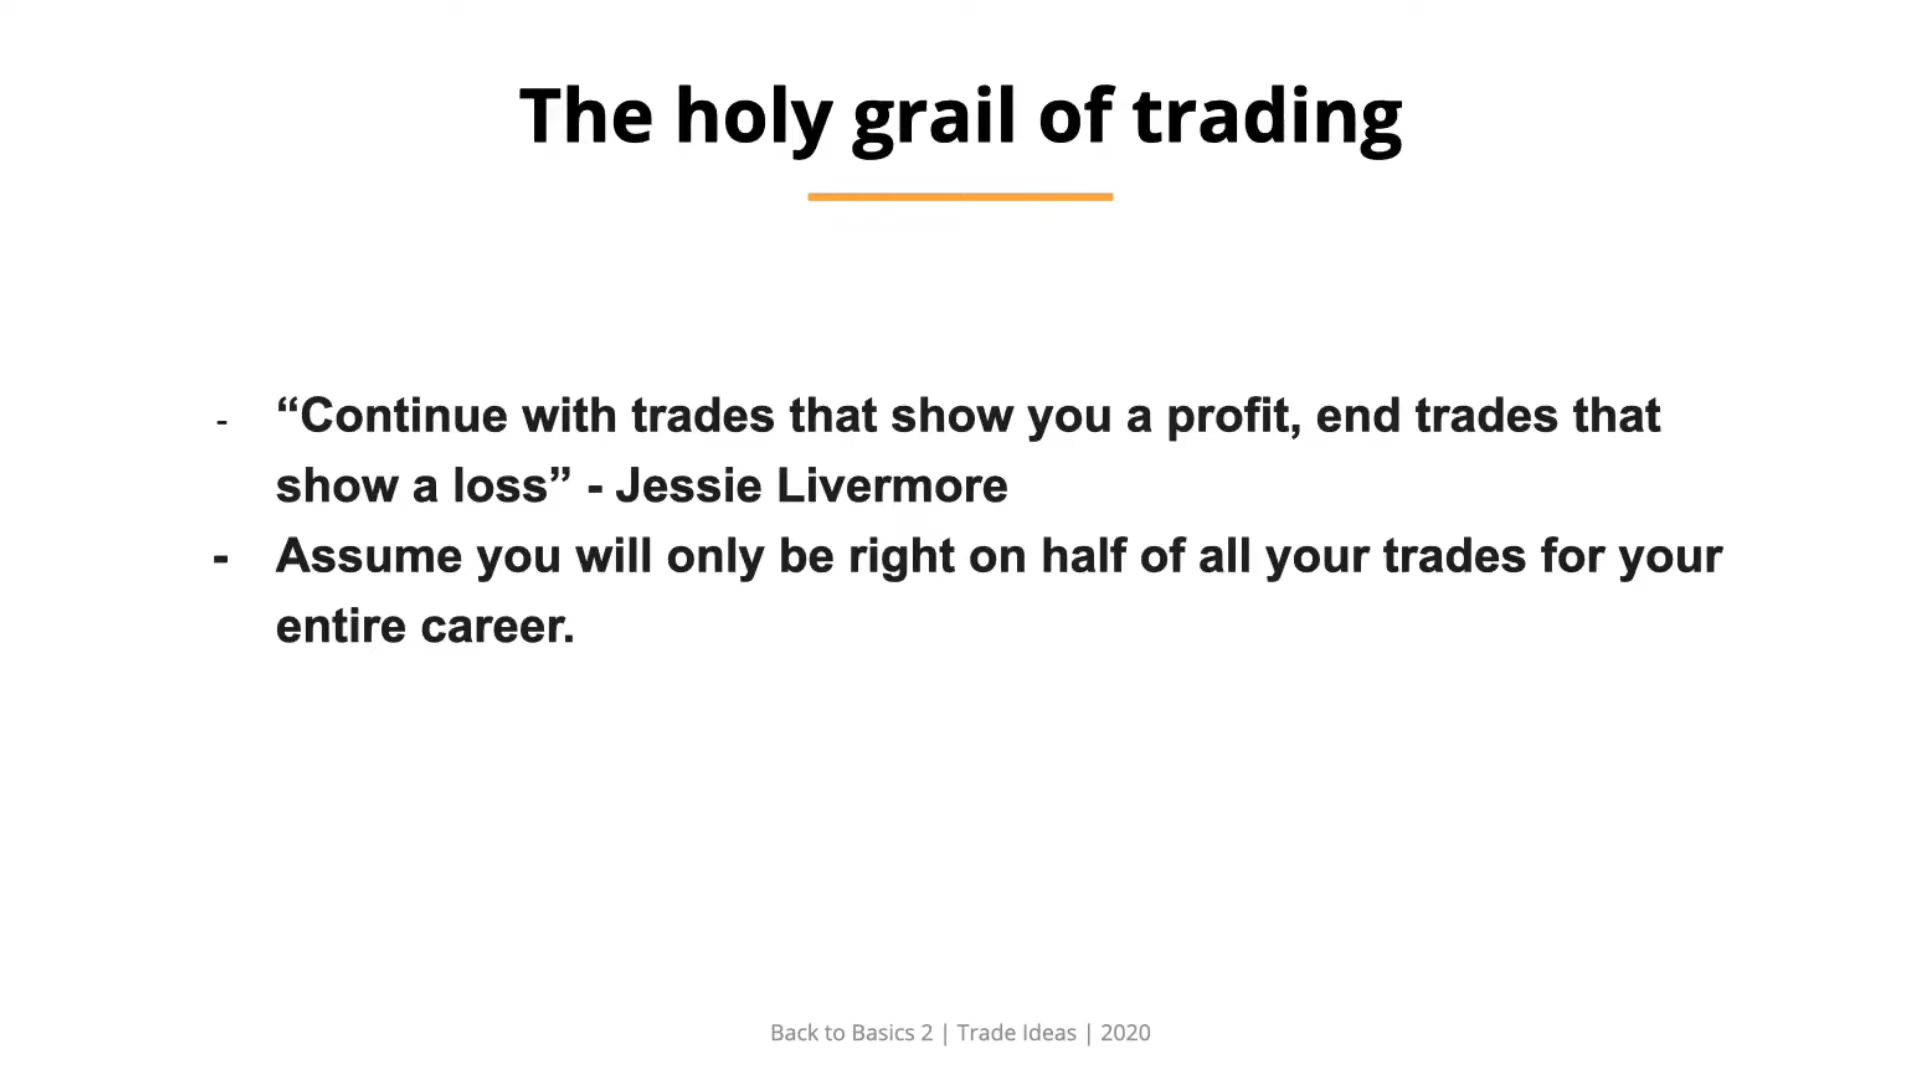 The holy grail of trading
- “Continue with trades that show you a profit, end trades that
show a loss” - Jessie Livermore
- Assume you will only be right on half of all your trades for your
entire career.
Back to Basics 2 | Trade Ideas | 2020